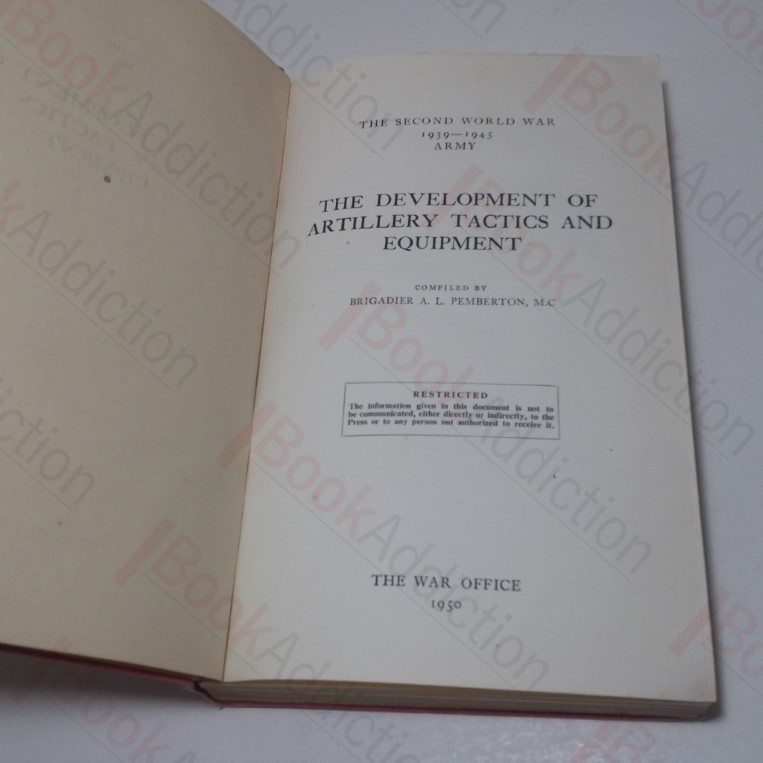 THE SECOND WORLD WAR
1939—1945
ARMY
THE DEVELOPMENT OF
ARTILLERY TACTICS AND
EQUIPMENT
COMPILED BY
BRIGADIER A. L. PEMBERTON, M.C
RESTRICTED
The information given in this document is not to
be communicated, either directly or indirectly, to the
Press or to any person not authorized to receive it.
THE WAR OFFICE
1950
BookAddiction